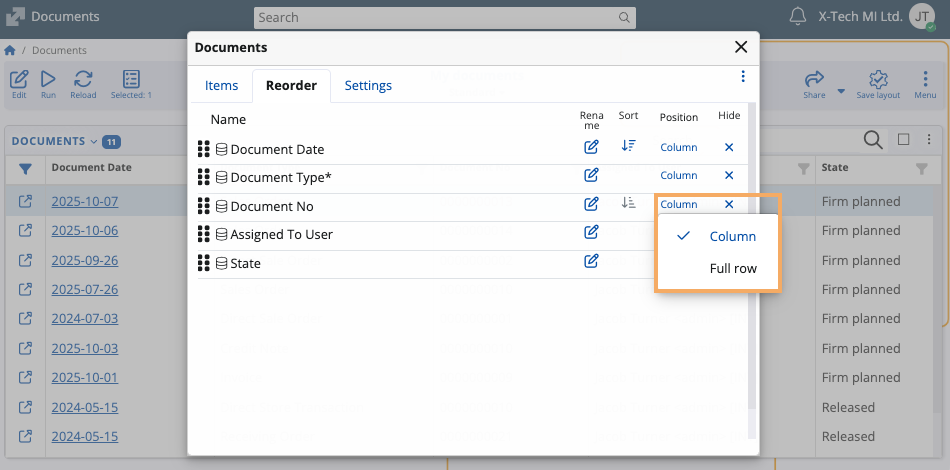 Documents
Search
X-Tech MI Ltd.
JT
/ Documents
Edit
Run
Reload
Selected: 1
Share
Save layout
Menu
DOCUMENTS
11
Document Date
State
2025-10-07
Firm planned
2025-10-06
Firm planned
2025-09-26
Firm planned
2025-07-26
Firm planned
2024-07-03
Firm planned
2025-10-03
Firm planned
2025-10-01
Firm planned
2024-05-15
Released
2024-05-15
Released
Documents
Items
Reorder
Settings
Name
Rena
me
Sort
Position
Hide
Document Date
Column
Document Type*
Column
Document No
Column
Assigned To User
State
Column
Full row